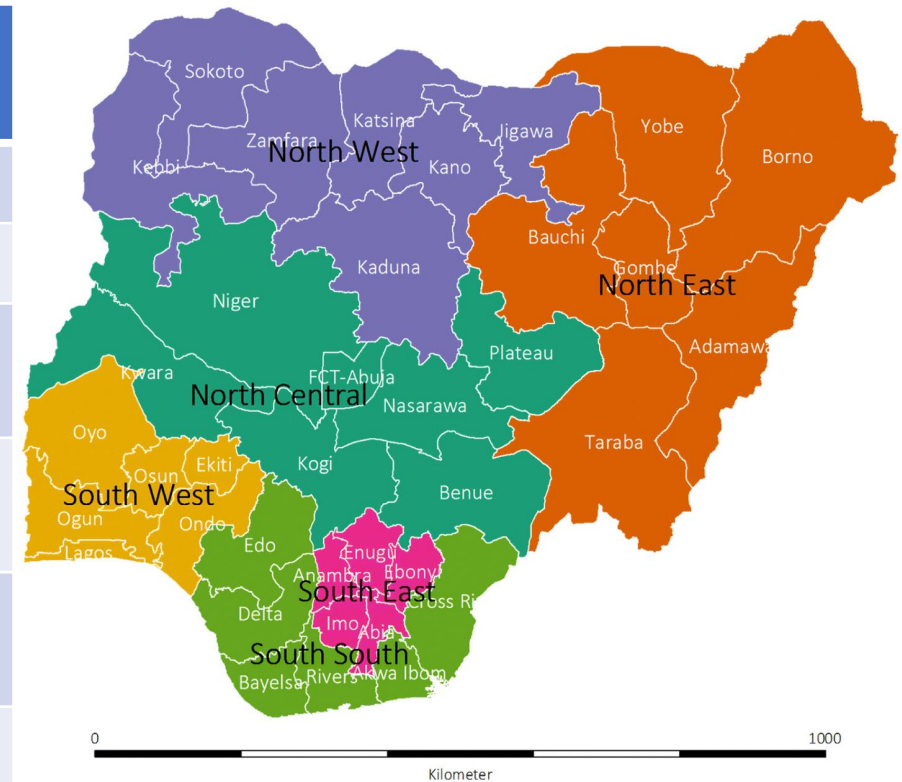 Sokoto
Katsina
Zamfara
Jigawa
Yobe
North West
Kebbi
Kano
Borno
Bauchi
Kaduna
Gombe
North East
Niger
Plateau
Adamawa
Kwara
FCT-Abuja
North Central
Nasarawa
Oyo
Taraba
Kogi
Ekiti
Osun
South West
Benue
Ogun
Ondo
Edo
Lagos
Enugu
Anambra
Ebony
South East
Cross Ri
Delta
Imo
Abia
South South
Akwa Ibom
Rivers
Bayelsa
0 1000
Kilometer